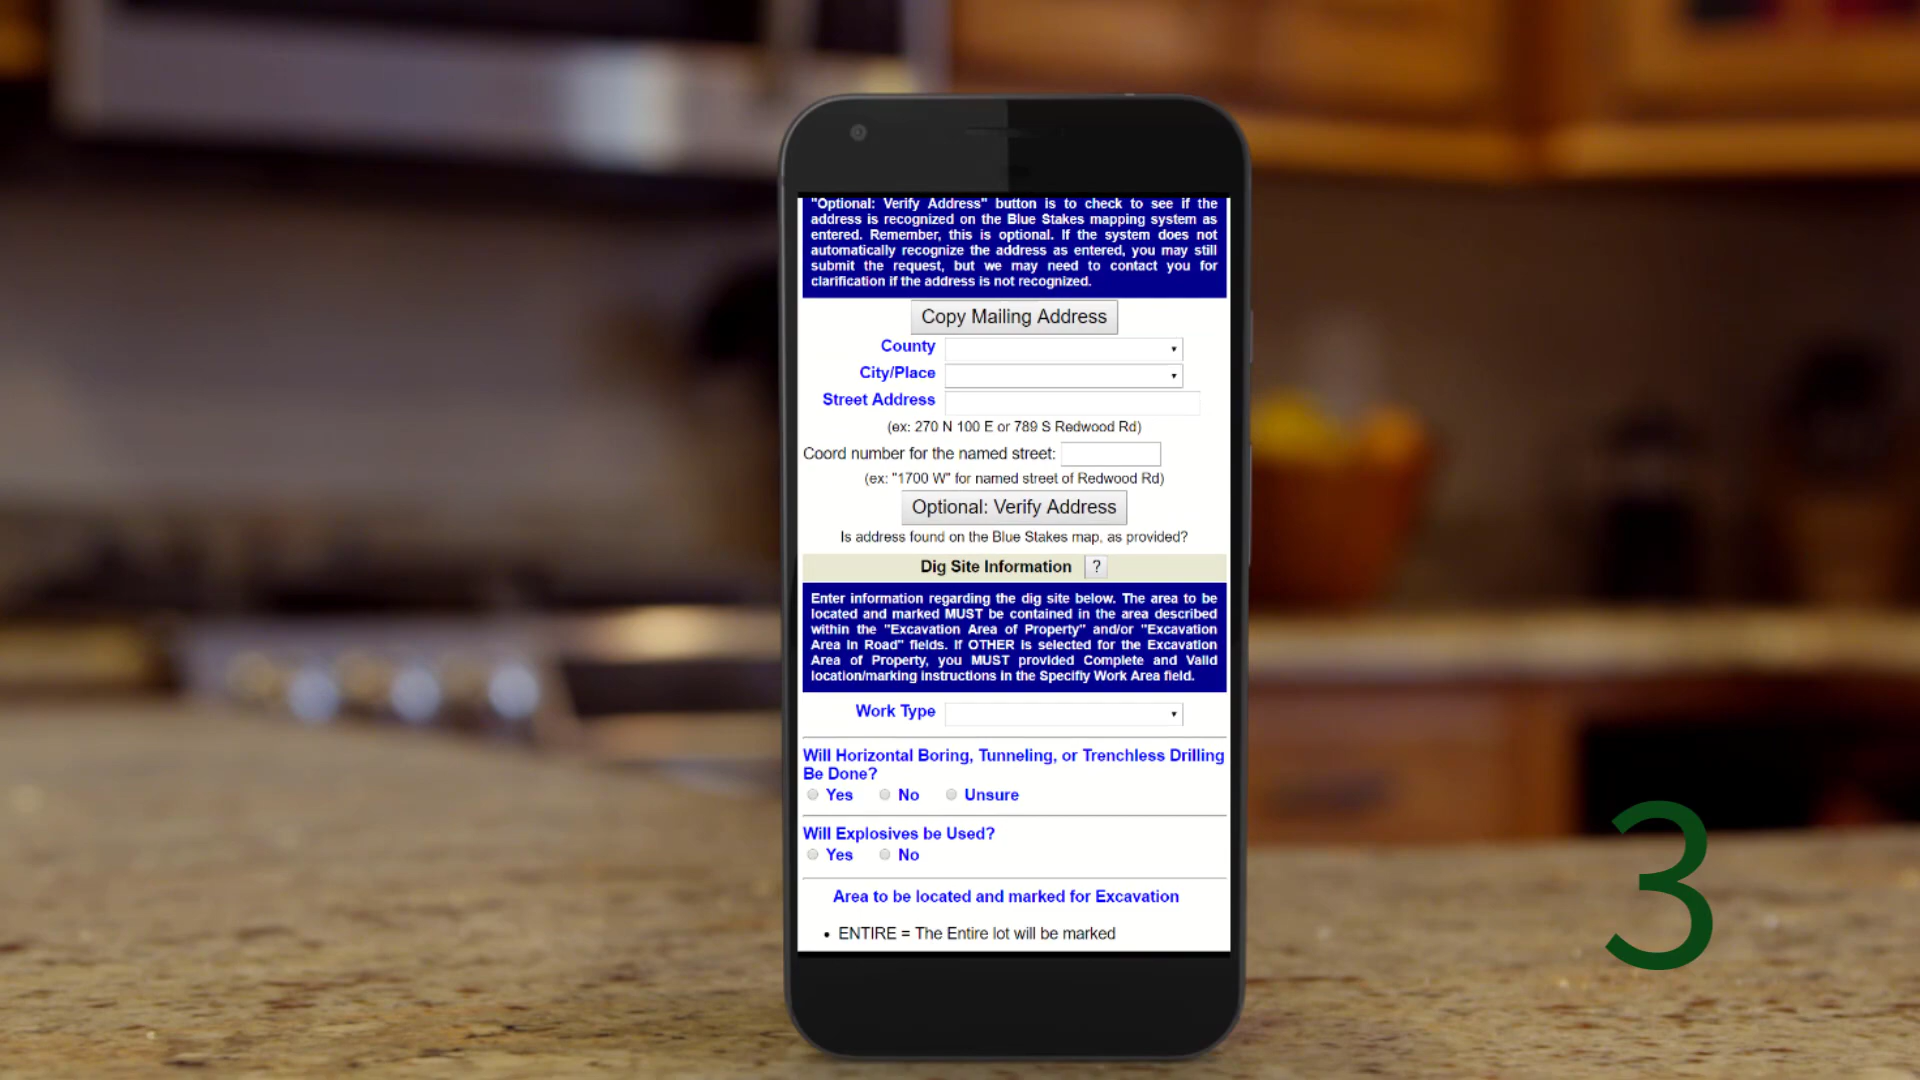 "Optional: Verify Address" button is to check to see if the
address is recognized on the Blue Stakes mapping system as
entered. Remember, this is optional. If the system does not
automatically recognize the address as entered, you may still
submit the request, but we may need to contact you for
clarification if the address is not recognized.
Copy Mailing Address
County
City/Place
Street Address
(ex: 270 N 100 E or 789 S Redwood Rd)
Coord number for the named street:
(ex: "1700 W" for named street of Redwood Rd)
Optional: Verify Address
Is address found on the Blue Stakes map, as provided?
Dig Site Information ?
Enter information regarding the dig site below. The area to be
located and marked MUST be contained in the area described
within the "Excavation Area of Property" and/or "Excavation
Area in Road" fields. If OTHER is selected for the Excavation
Area of Property, you MUST provided Complete and Valid
location/marking instructions in the Specifiy Work Area field.
Work Type
Will Horizontal Boring, Tunneling, or Trenchless Drilling
Be Done?
Yes No Unsure
Will Explosives be Used?
Yes No
Area to be located and marked for Excavation
• ENTIRE = The Entire lot will be marked
3